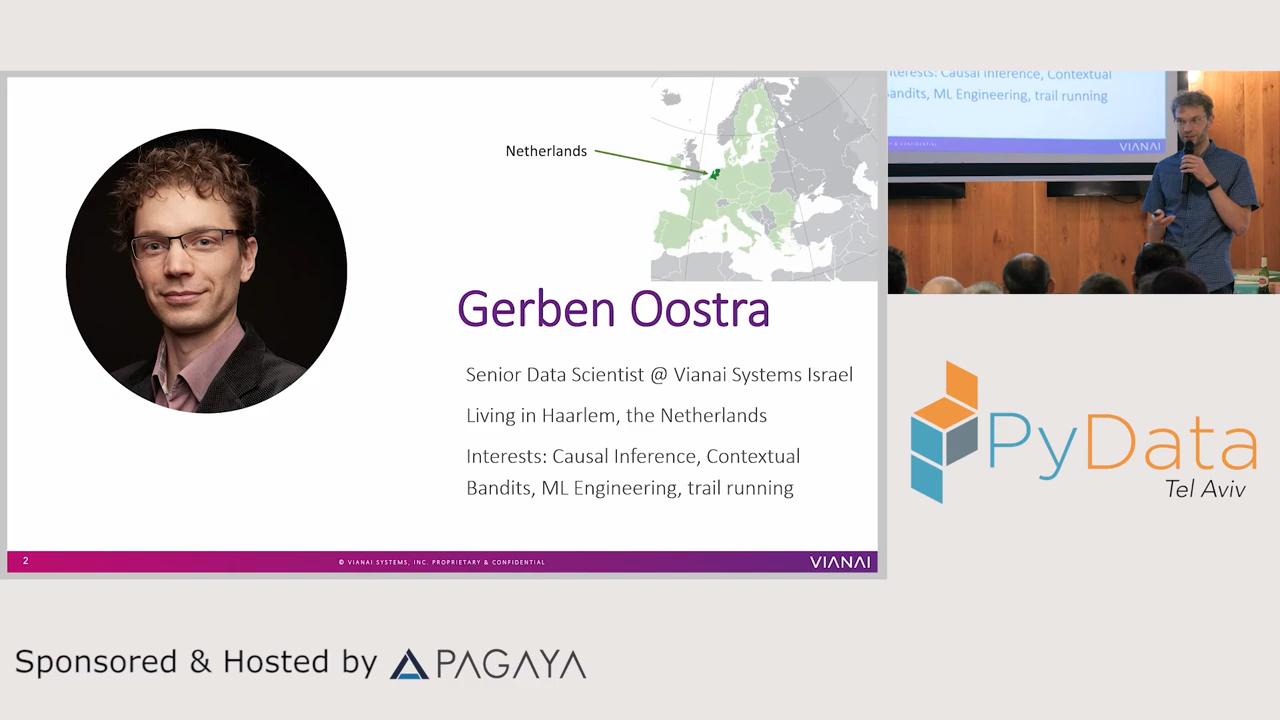 Netherlands
Gerben Oostra
Senior Data Scientist @ Vianai Systems Israel
Living in Haarlem, the Netherlands
Interests: Causal Inference, Contextual
Bandits, ML Engineering, trail running
2
© VIANAI SYSTEMS, INC. PROPRIETARY & CONFIDENTIAL
VIANAI
Causal Inference, Contextual
Bandits, ML Engineering, trail running
& CONFIDENTIAL
VIANAI
PyData
Tel Aviv
Sponsored & Hosted by PAGAYA